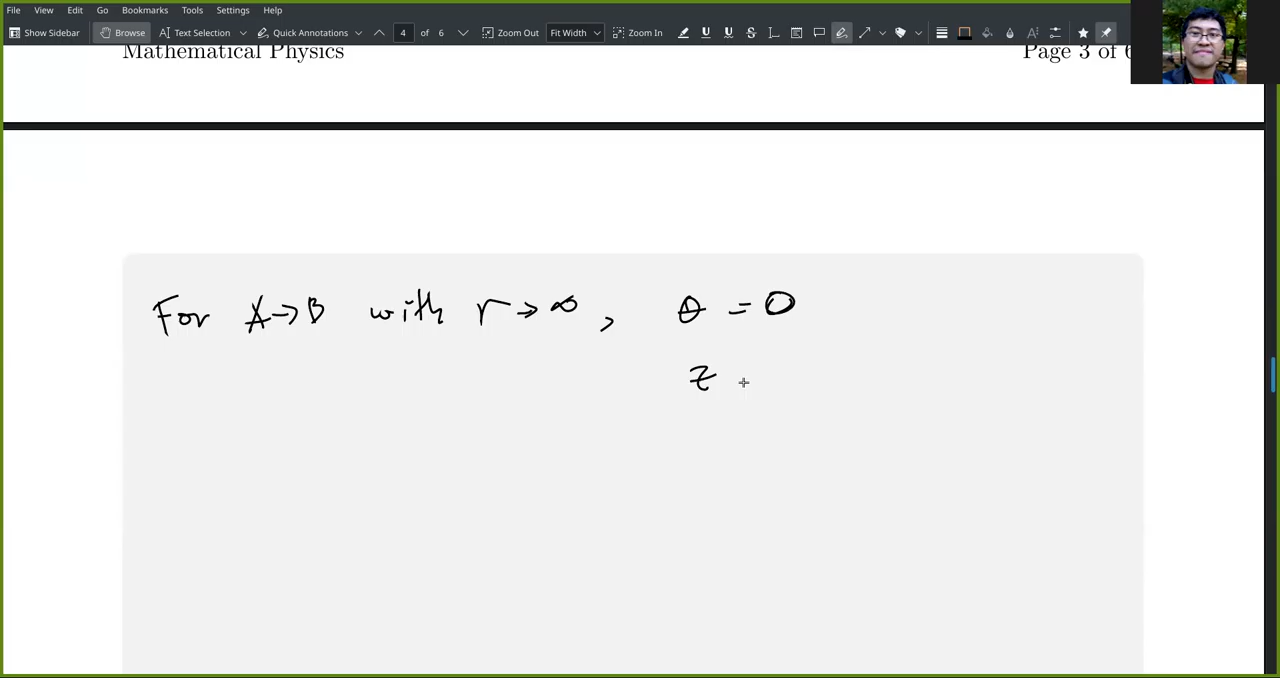 File View Edit Go Bookmarks Tools Settings Help
Show Sidebar Browse Text Selection Quick Annotations 4 of 6 Zoom Out Fit Width Zoom In
Mathematical Physics Page 3 of 6
For A→B with r→∞, θ = 0
z